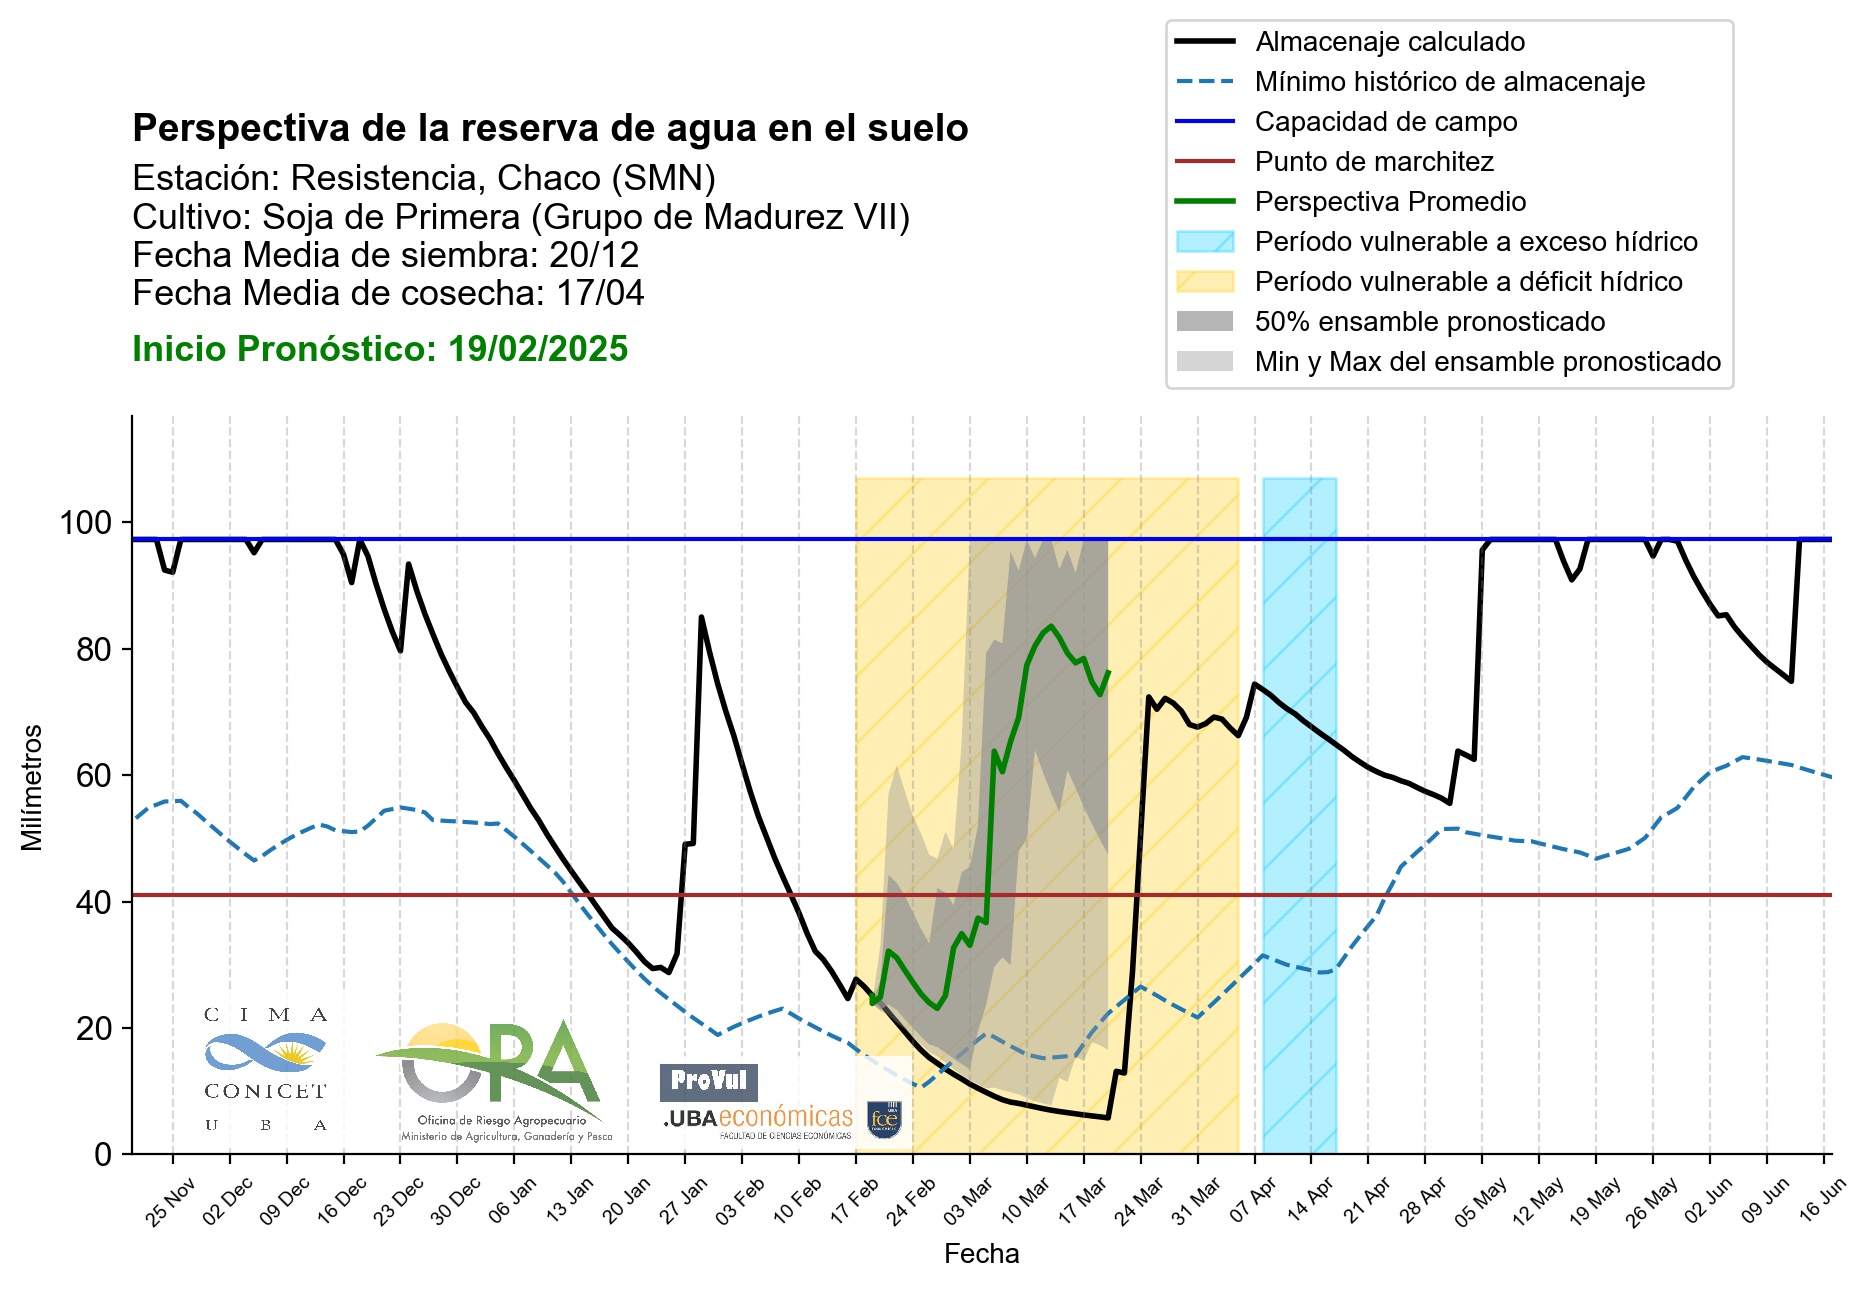 Almacenaje calculado
Mínimo histórico de almacenaje
Capacidad de campo
Punto de marchitez
Perspectiva Promedio
Período vulnerable a exceso hídrico
Período vulnerable a déficit hídrico
50% ensamble pronosticado
Min y Max del ensamble pronosticado
Perspectiva de la reserva de agua en el suelo
Estación: Resistencia, Chaco (SMN)
Cultivo: Soja de Primera (Grupo de Madurez VII)
Fecha Media de siembra: 20/12
Fecha Media de cosecha: 17/04
Inicio Pronóstico: 19/02/2025
Milímetros
100
80
60
40
20
0
CIMA
CONICET
UBA
ORA
Oficina de Riesgo Agropecuario
Ministerio de Agricultura, Ganadería y Pesca
ProVul
.UBAeconómicas
FACULTAD DE CIENCIAS ECONÓMICAS
UBA
fce
ECONÓMICAS
25 Nov
02 Dec
09 Dec
16 Dec
23 Dec
30 Dec
06 Jan
13 Jan
20 Jan
27 Jan
03 Feb
10 Feb
17 Feb
24 Feb
03 Mar
10 Mar
17 Mar
24 Mar
31 Mar
07 Apr
14 Apr
21 Apr
28 Apr
05 May
12 May
19 May
26 May
02 Jun
09 Jun
16 Jun
Fecha